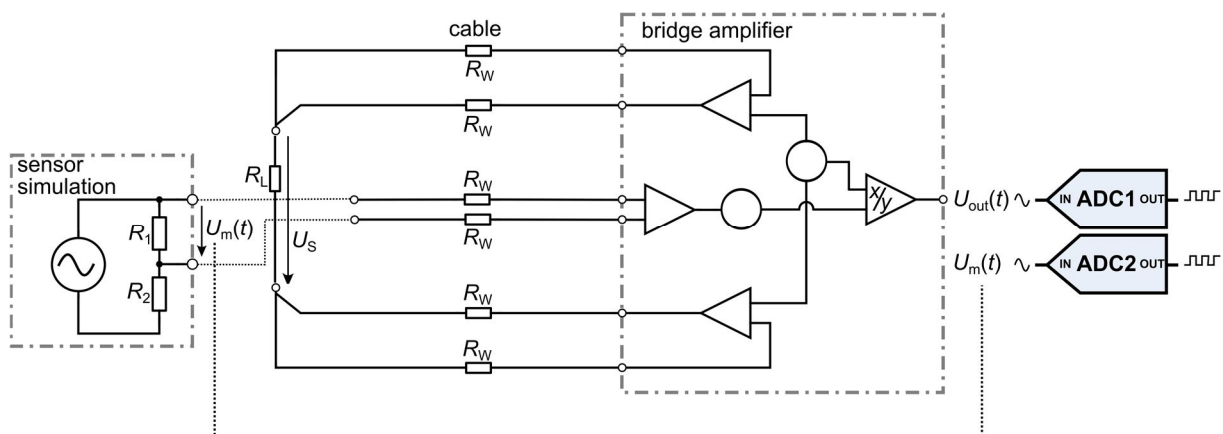 cable
bridge amplifier
R_W
R_W
sensor
simulation
R_L
R_W
R_1
U_m(t)
U_S
R_W
x/y
U_out(t) ~
IN ADC1 OUT
R_2
U_m(t) ~
IN ADC2 OUT
R_W
R_W